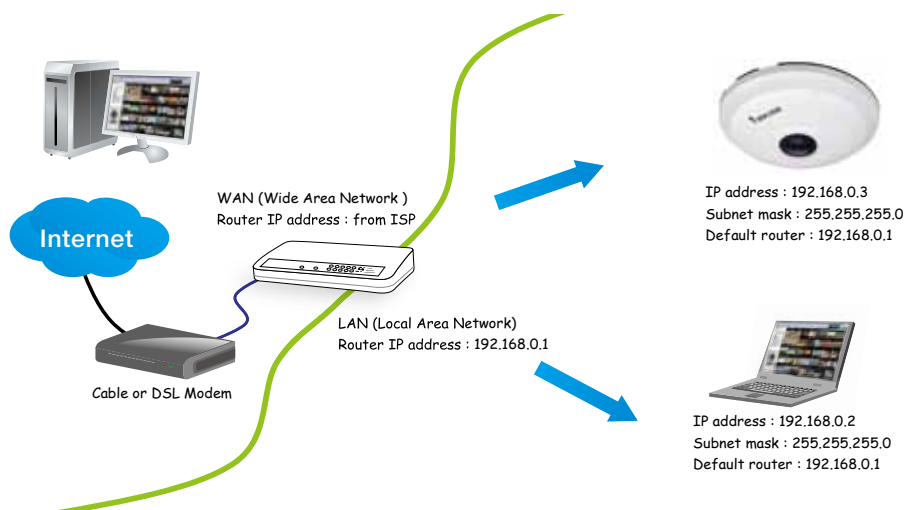 WAN (Wide Area Network )
Router IP address : from ISP
Internet
LAN (Local Area Network)
Router IP address : 192.168.0.1
Cable or DSL Modem
IP address : 192.168.0.3
Subnet mask : 255.255.255.0
Default router : 192.168.0.1
IP address : 192.168.0.2
Subnet mask : 255.255.255.0
Default router : 192.168.0.1